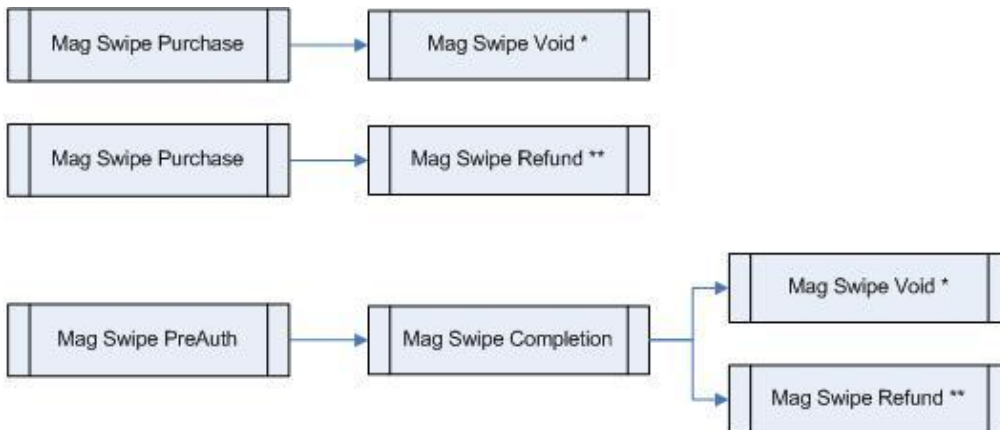 Mag Swipe Purchase
Mag Swipe Void *
Mag Swipe Purchase
Mag Swipe Refund **
Mag Swipe PreAuth
Mag Swipe Completion
Mag Swipe Void *
Mag Swipe Refund **